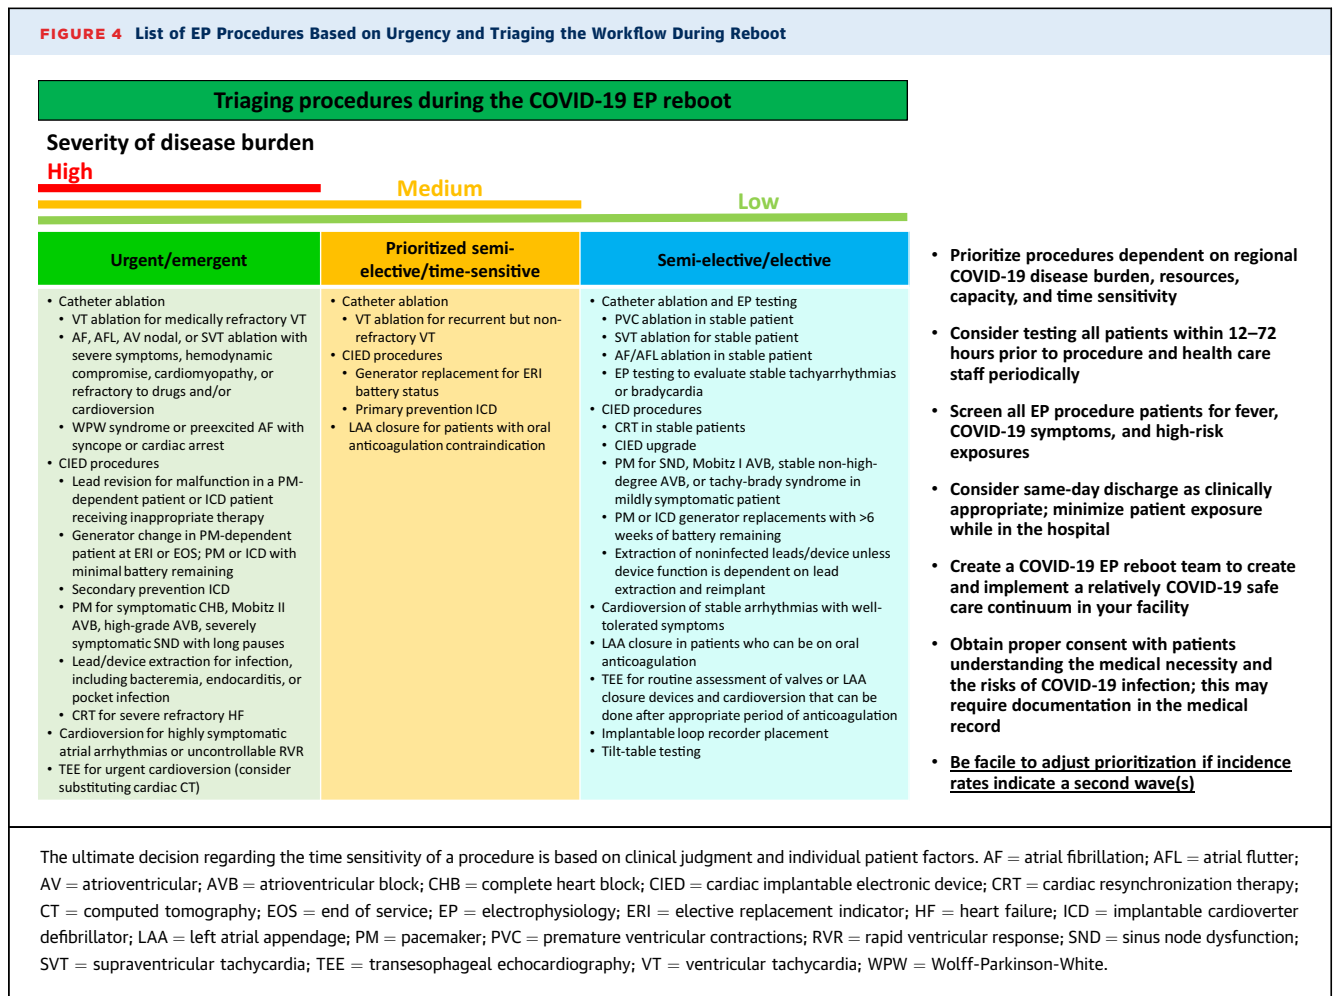 FIGURE 4 List of EP Procedures Based on Urgency and Triaging the Workflow During Reboot
Triaging procedures during the COVID-19 EP reboot
Severity of disease burden
High
Medium
Low
Urgent/emergent
• Catheter ablation
• VT ablation for medically refractory VT
• AF, AFL, AV nodal, or SVT ablation with
severe symptoms, hemodynamic
compromise, cardiomyopathy, or
refractory to drugs and/or
cardioversion
• WPW syndrome or preexcited AF with
syncope or cardiac arrest
• CIED procedures
• Lead revision for malfunction in a PM-
dependent patient or ICD patient
receiving inappropriate therapy
• Generator change in PM-dependent
patient at ERI or EOS; PM or ICD with
minimal battery remaining
• Secondary prevention ICD
• PM for symptomatic CHB, Mobitz II
AVB, high-grade AVB, severely
symptomatic SND with long pauses
• Lead/device extraction for infection,
including bacteremia, endocarditis, or
pocket infection
• CRT for severe refractory HF
• Cardioversion for highly symptomatic
atrial arrhythmias or uncontrollable RVR
• TEE for urgent cardioversion (consider
substituting cardiac CT)
Prioritized semi-
elective/time-sensitive
• Catheter ablation
• VT ablation for recurrent but non-
refractory VT
• CIED procedures
• Generator replacement for ERI
battery status
• Primary prevention ICD
• LAA closure for patients with oral
anticoagulation contraindication
Semi-elective/elective
• Catheter ablation and EP testing
• PVC ablation in stable patient
• SVT ablation for stable patient
• AF/AFL ablation in stable patient
• EP testing to evaluate stable tachyarrhythmias
or bradycardia
• CIED procedures
• CRT in stable patients
• CIED upgrade
• PM for SND, Mobitz I AVB, stable non-high-
degree AVB, or tachy-brady syndrome in
mildly symptomatic patient
• PM or ICD generator replacements with >6
weeks of battery remaining
• Extraction of noninfected leads/device unless
device function is dependent on lead
extraction and reimplant
• Cardioversion of stable arrhythmias with well-
tolerated symptoms
• LAA closure in patients who can be on oral
anticoagulation
• TEE for routine assessment of valves or LAA
closure devices and cardioversion that can be
done after appropriate period of anticoagulation
• Implantable loop recorder placement
• Tilt-table testing
• Prioritize procedures dependent on regional
COVID-19 disease burden, resources,
capacity, and time sensitivity
• Consider testing all patients within 12–72
hours prior to procedure and health care
staff periodically
• Screen all EP procedure patients for fever,
COVID-19 symptoms, and high-risk
exposures
• Consider same-day discharge as clinically
appropriate; minimize patient exposure
while in the hospital
• Create a COVID-19 EP reboot team to create
and implement a relatively COVID-19 safe
care continuum in your facility
• Obtain proper consent with patients
understanding the medical necessity and
the risks of COVID-19 infection; this may
require documentation in the medical
record
• Be facile to adjust prioritization if incidence
rates indicate a second wave(s)
The ultimate decision regarding the time sensitivity of a procedure is based on clinical judgment and individual patient factors. AF = atrial fibrillation; AFL = atrial flutter;
AV = atrioventricular; AVB = atrioventricular block; CHB = complete heart block; CIED = cardiac implantable electronic device; CRT = cardiac resynchronization therapy;
CT = computed tomography; EOS = end of service; EP = electrophysiology; ERI = elective replacement indicator; HF = heart failure; ICD = implantable cardioverter
defibrillator; LAA = left atrial appendage; PM = pacemaker; PVC = premature ventricular contractions; RVR = rapid ventricular response; SND = sinus node dysfunction;
SVT = supraventricular tachycardia; TEE = transesophageal echocardiography; VT = ventricular tachycardia; WPW = Wolff-Parkinson-White.